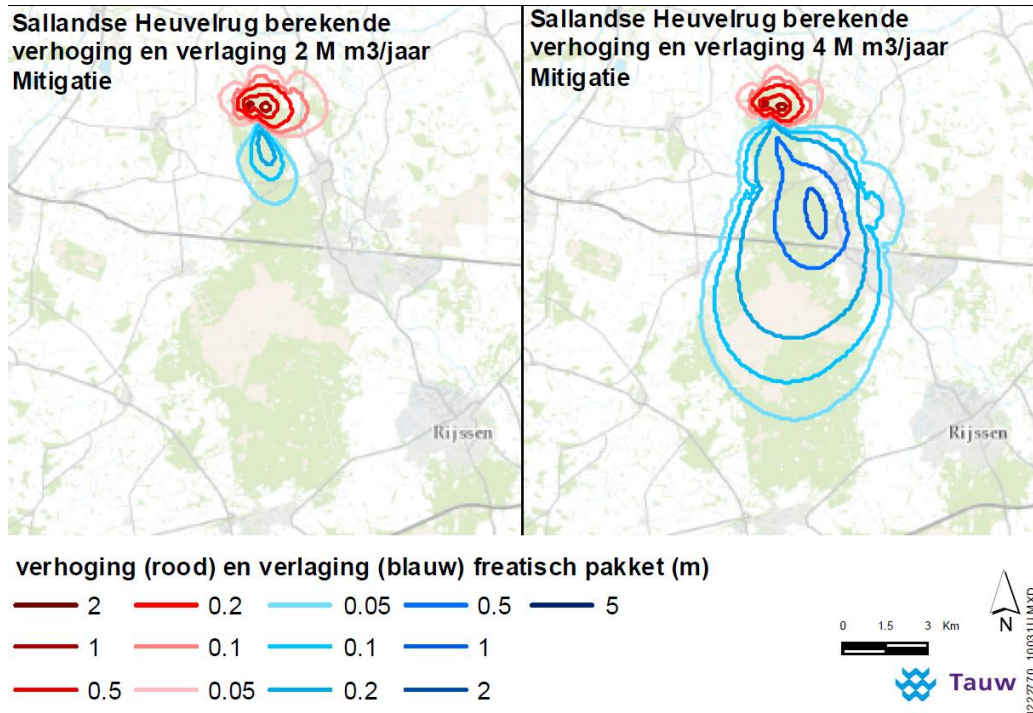 Sallandse Heuvelrug berekende
verhoging en verlaging 2 M m3/jaar
Mitigatie
Sallandse Heuvelrug berekende
verhoging en verlaging 4 M m3/jaar
Mitigatie
Rijssen
Rijssen
verhoging (rood) en verlaging (blauw) freatisch pakket (m)
2 0.2 0.05 0.5 5
1 0.1 0.1 1
0.5 0.05 0.2 2
0 1.5 3 Km
N
Tauw